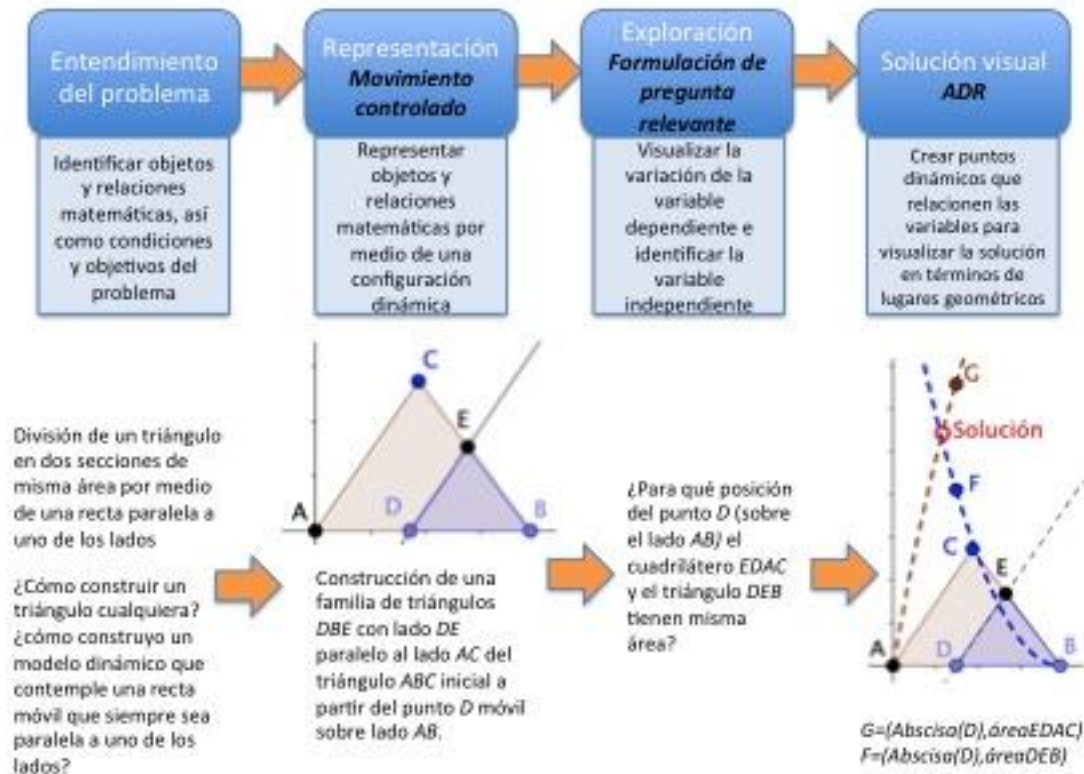 Entendimiento
del problema
Identificar objetos
y relaciones
matemáticas, así
como condiciones
y objetivos del
problema
Representación
Movimiento
controlado
Representar
objetos y
relaciones
matemáticas por
medio de una
configuración
dinámica
Exploración
Formulación de
pregunta
relevante
Visualizar la
variación de la
variable
dependiente e
identificar la
variable
independiente
Solución visual
ADR
Crear puntos
dinámicos que
relacionen las
variables para
visualizar la solución
en términos de
lugares geométricos
División de un triángulo
en dos secciones de
misma área por medio
de una recta paralela a
uno de los lados
¿Cómo construir un
triángulo cualquiera?
¿cómo construyo un
modelo dinámico que
contemple una recta
móvil que siempre sea
paralela a uno de los
lados?
C
E
A
D
B
Construcción de una
familia de triángulos
DBE con lado DE
paralelo al lado AC del
triángulo ABC inicial a
partir del punto D móvil
sobre lado AB.
¿Para qué posición
del punto D (sobre
el lado AB) el
cuadrilátero EDAC
y el triángulo DEB
tienen misma
área?
G
Solución
F
C
E
A
D
B
G=(Abscisa(D),áreaEDAC)
F=(Abscisa(D),áreaDEB)